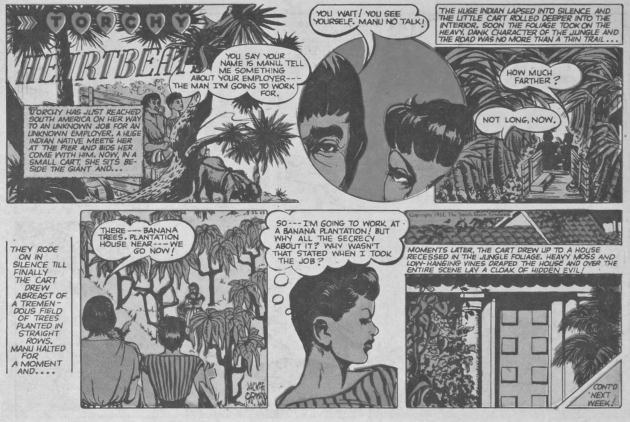 TORCHY
HEARTBEATS
TORCHY HAS JUST REACHED
SOUTH AMERICA ON HER WAY
TO AN UNKNOWN JOB FOR AN
UNKNOWN EMPLOYER. A HUGE
INDIAN NATIVE MEETS HER
AT THE PIER AND BIDS HER
COME WITH HIM. NOW, IN A
SMALL CART, SHE SITS BE-
SIDE THE GIANT AND...
YOU SAY YOUR
NAME IS MANU. TELL
ME SOMETHING
ABOUT YOUR EMPLOYER----
THE MAN I'M GOING TO WORK
FOR.
YOU WAIT! YOU SEE
YOURSELF. MANU NO TALK!
THE HUGE INDIAN LAPSED INTO SILENCE AND
THE LITTLE CART ROLLED DEEPER INTO THE
INTERIOR. SOON THE FOLIAGE TOOK ON THE
HEAVY, DANK CHARACTER OF THE JUNGLE AND
THE ROAD WAS NO MORE THAN A THIN TRAIL...
HOW MUCH
FARTHER?
NOT LONG, NOW.
THEY RODE
ON IN
SILENCE TILL
FINALLY
THE CART
DREW
ABREAST OF
A TREMEN-
DOUS FIELD
OF TREES
PLANTED IN
STRAIGHT
ROWS.
MANU HALTED
FOR
A MOMENT
AND....
THERE---BANANA
TREES. PLANTATION
HOUSE NEAR---WE
GO NOW!
JACKIE
ORMES
SO---I'M GOING TO WORK AT
A BANANA PLANTATION! BUT
WHY ALL THE SECRECY
ABOUT IT? WHY WASN'T
THAT STATED WHEN I TOOK
THE JOB?
MOMENTS LATER, THE CART DREW UP TO A HOUSE
RECESSED IN THE JUNGLE FOLIAGE. HEAVY MOSS AND
LOW-HANGING VINES DRAPED THE HOUSE AND OVER THE
ENTIRE SCENE LAY A CLOAK OF HIDDEN EVIL!
CONT'D
NEXT
WEEK!